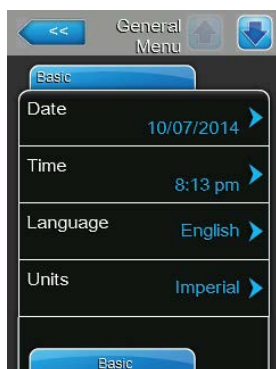 <<
General
Menu
Basic
Date
10/07/2014
Time
8:13 pm
Language
English
Units
Imperial
Basic